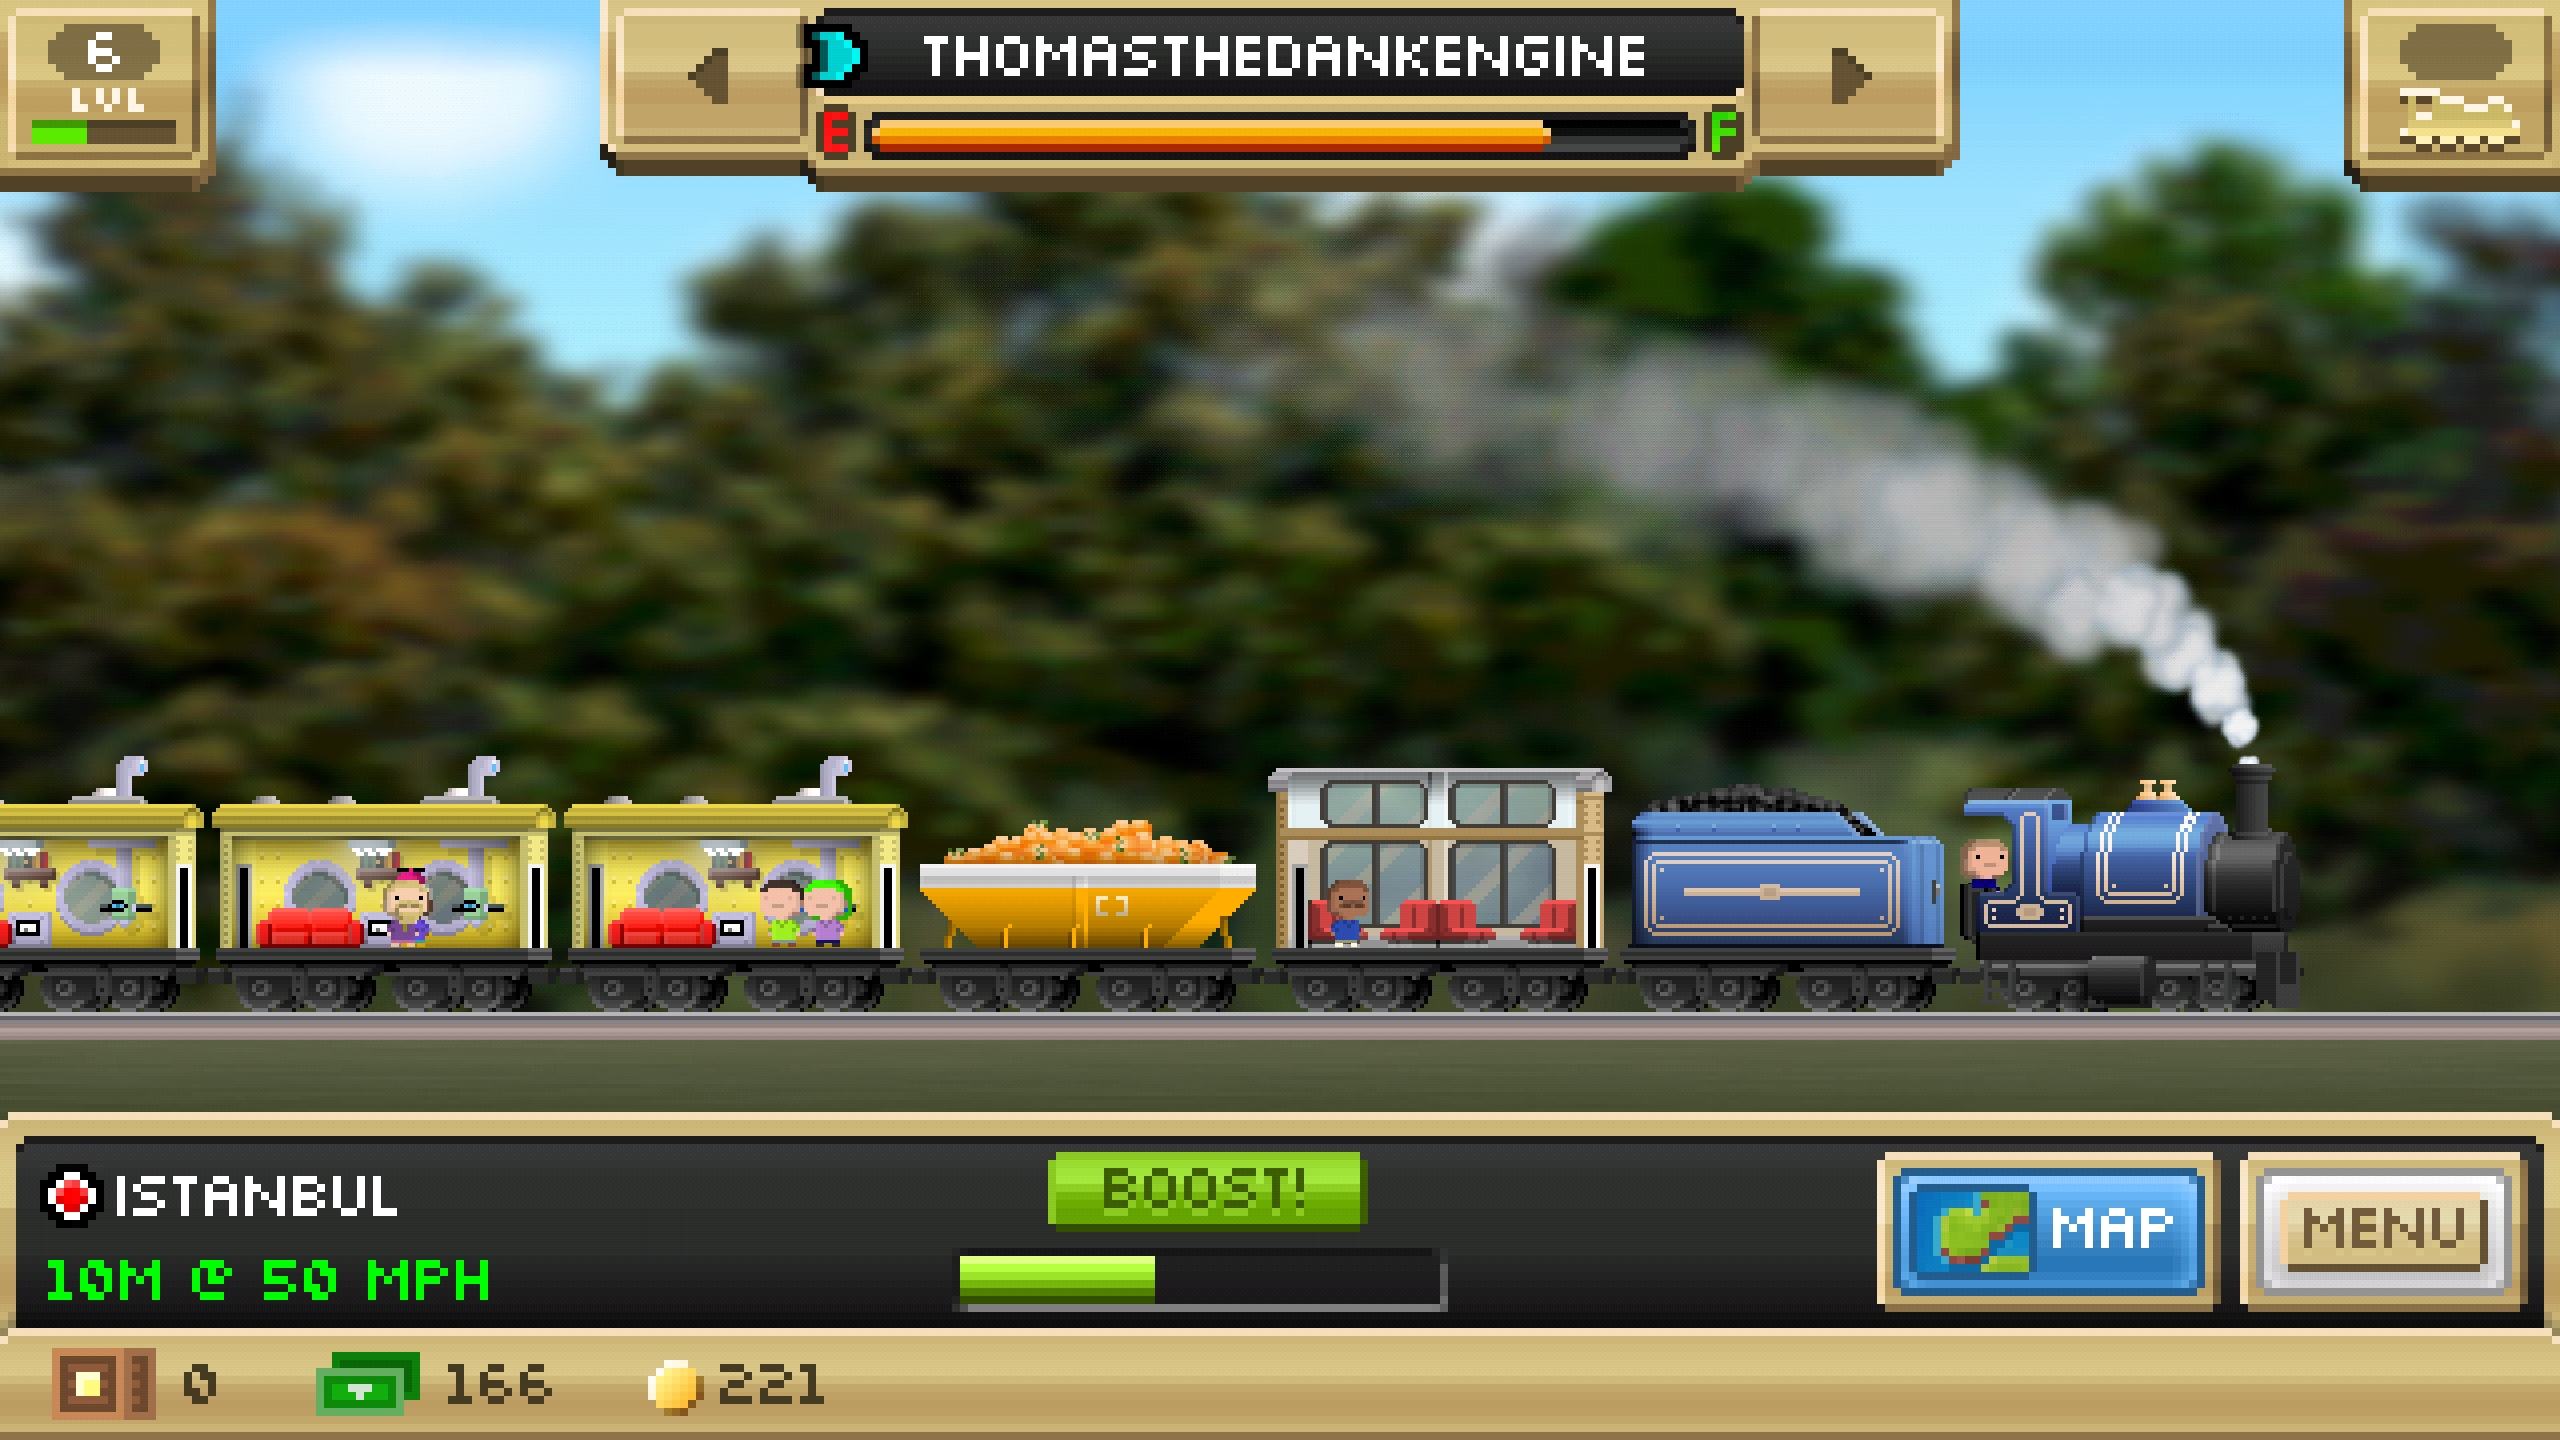 6
LVL
THOMASTHEDANKENGINE
E F
ISTANBUL
10M @ 50 MPH
BOOST!
MAP
MENU
0
166
221